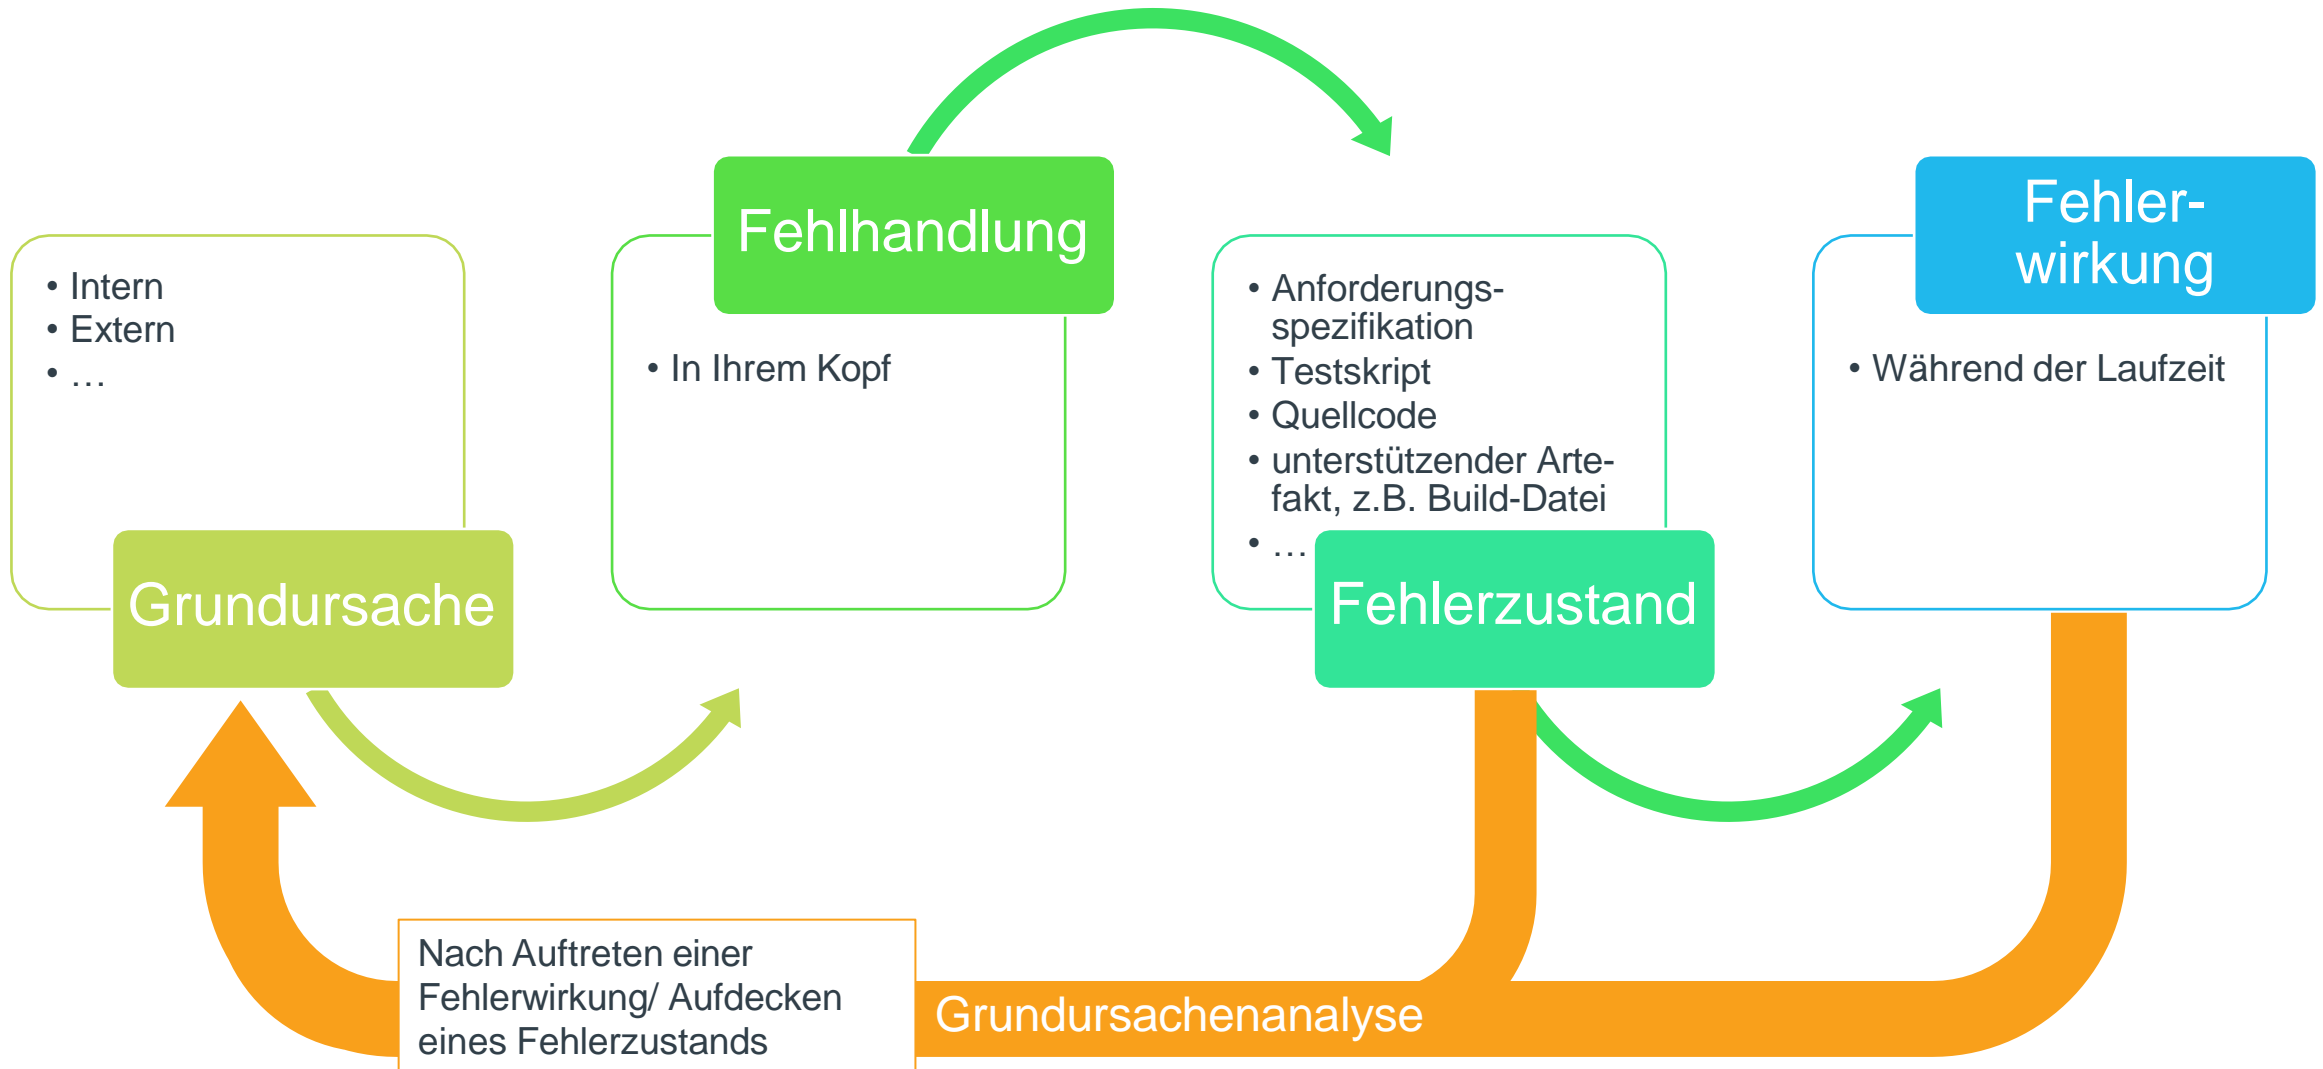 • Intern
• Extern
• …
Grundursache
Fehlhandlung
• In Ihrem Kopf
• Anforderungs-
spezifikation
• Testskript
• Quellcode
• unterstützender Arte-
fakt, z.B. Build-Datei
• …
Fehlerzustand
Fehler-
wirkung
• Während der Laufzeit
Nach Auftreten einer
Fehlerwirkung/ Aufdecken
eines Fehlerzustands
Grundursachenanalyse